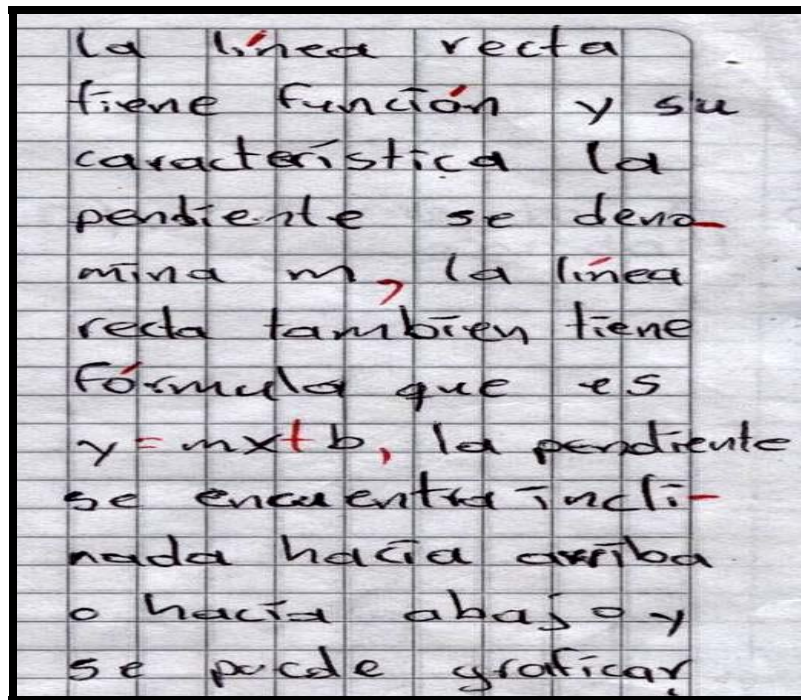 la línea recta
tiene función y su
característica la
pendiente se deno-
mina m, la línea
recta tambien tiene
fórmula que es
y=mx+b, la pendiente
se encuentra incli-
nada hacia arriba
o hacia abajo y
se puede graficar